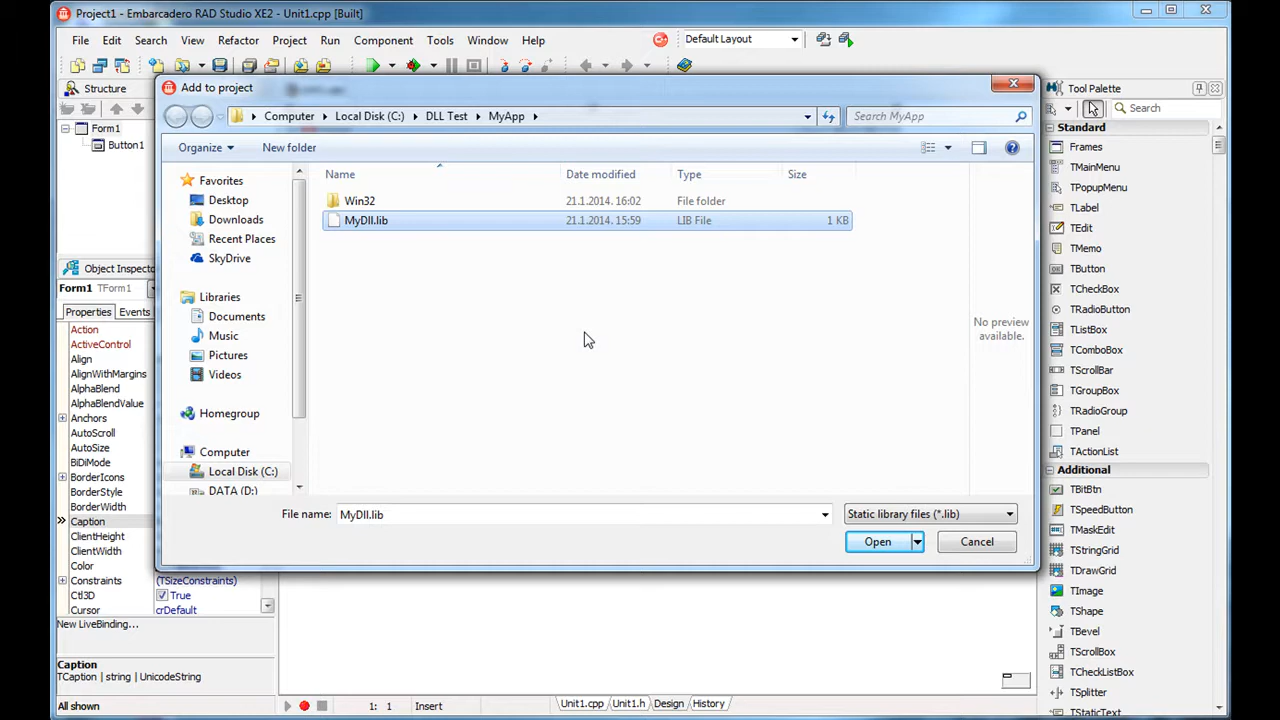 Project1 - Embarcadero RAD Studio XE2 - Unit1.cpp [Built]
File Edit Search View Refactor Project Run Component Tools Window Help
Default Layout
Structure
Form1
Button1
Add to project
Computer Local Disk (C:) DLL Test MyApp
Search MyApp
Organize New folder
Favorites
Desktop
Downloads
Recent Places
SkyDrive
Libraries
Documents
Music
Pictures
Videos
Homegroup
Computer
Local Disk (C:)
DATA (D:)
Name Date modified Type Size
Win32 21.1.2014. 16:02 File folder
MyDll.lib 21.1.2014. 15:59 LIB File 1 KB
No preview
available.
File name: MyDll.lib
Static library files (*.lib)
Open Cancel
Tool Palette
Search
Standard
Frames
TMainMenu
TPopupMenu
TLabel
TEdit
TMemo
TButton
TCheckBox
TRadioButton
TListBox
TComboBox
TScrollBar
TGroupBox
TRadioGroup
TPanel
TActionList
Additional
TBitBtn
TSpeedButton
TMaskEdit
TStringGrid
TDrawGrid
TImage
TShape
TBevel
TScrollBox
TCheckListBox
TSplitter
TStaticText
Object Inspecto
Form1 TForm1
Properties Events
Action
ActiveControl
Align
AlignWithMargins
AlphaBlend
AlphaBlendValue
Anchors
AutoScroll
AutoSize
BiDiMode
BorderIcons
BorderStyle
BorderWidth
Caption
ClientHeight
ClientWidth
Color
Constraints (TSizeConstraints)
Ctl3D True
Cursor crDefault
New LiveBinding...
Caption
TCaption | string | UnicodeString
All shown
1: 1 Insert
Unit1.cpp Unit1.h Design History